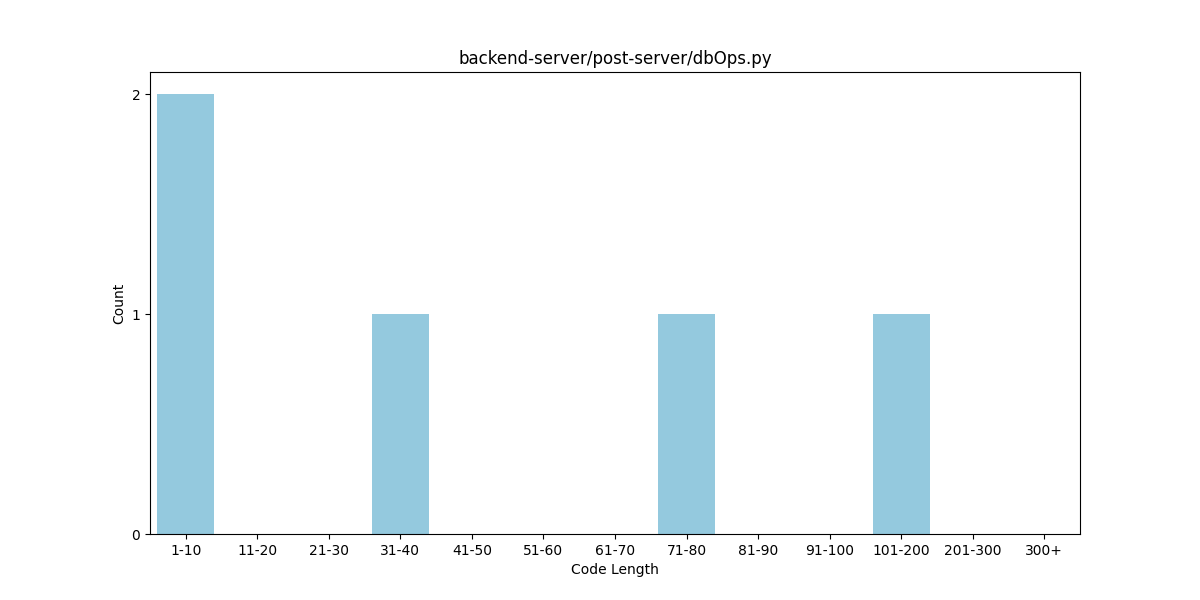 backend-server/post-server/dbOps.py
2
1
0
Count
1-10 11-20 21-30 31-40 41-50 51-60 61-70 71-80 81-90 91-100 101-200 201-300 300+
Code Length